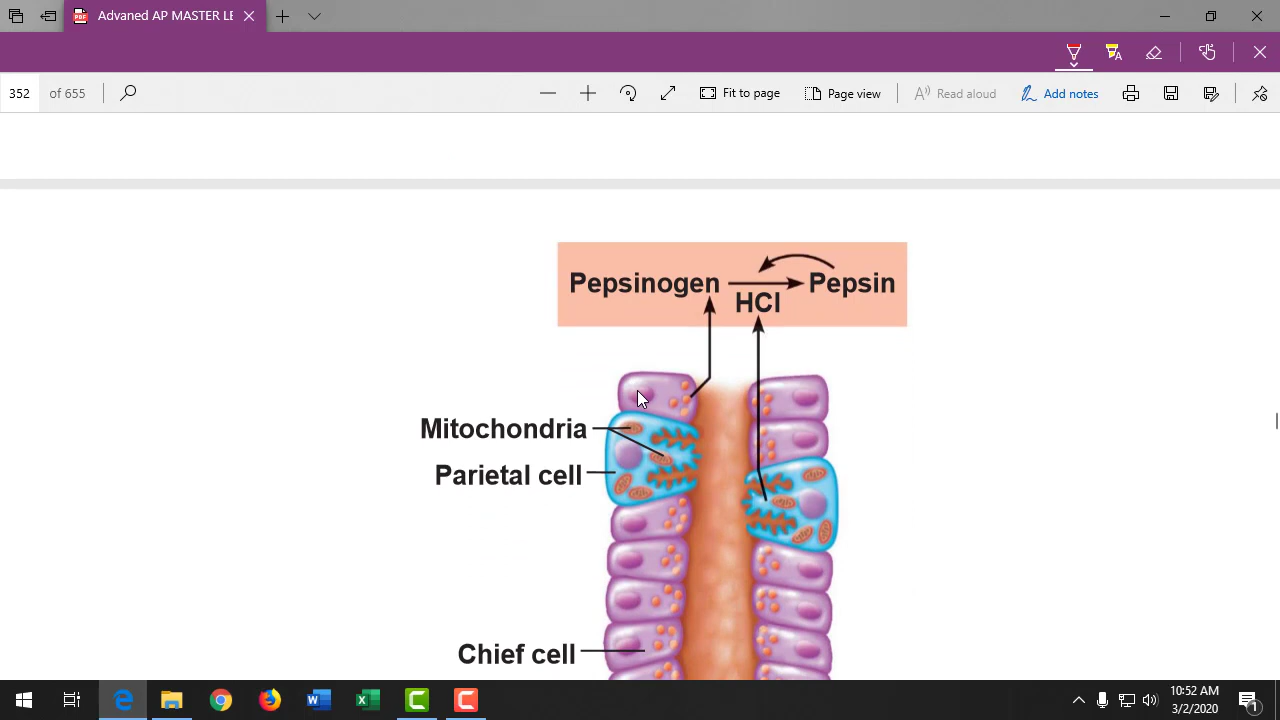 Advaned AP MASTER LE
352 of 655
Fit to page
Page view
Read aloud
Add notes
Pepsinogen
HCl
Pepsin
Mitochondria
Parietal cell
Chief cell
10:52 AM
3/2/2020
1